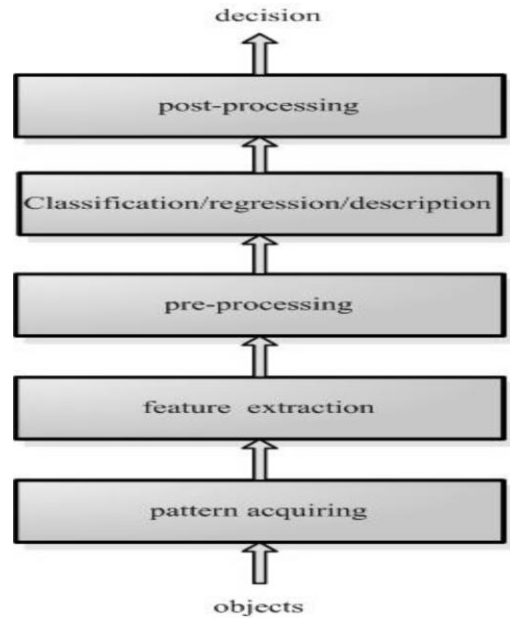 decision
post-processing
Classification/regression/description
pre-processing
feature extraction
pattern acquiring
objects